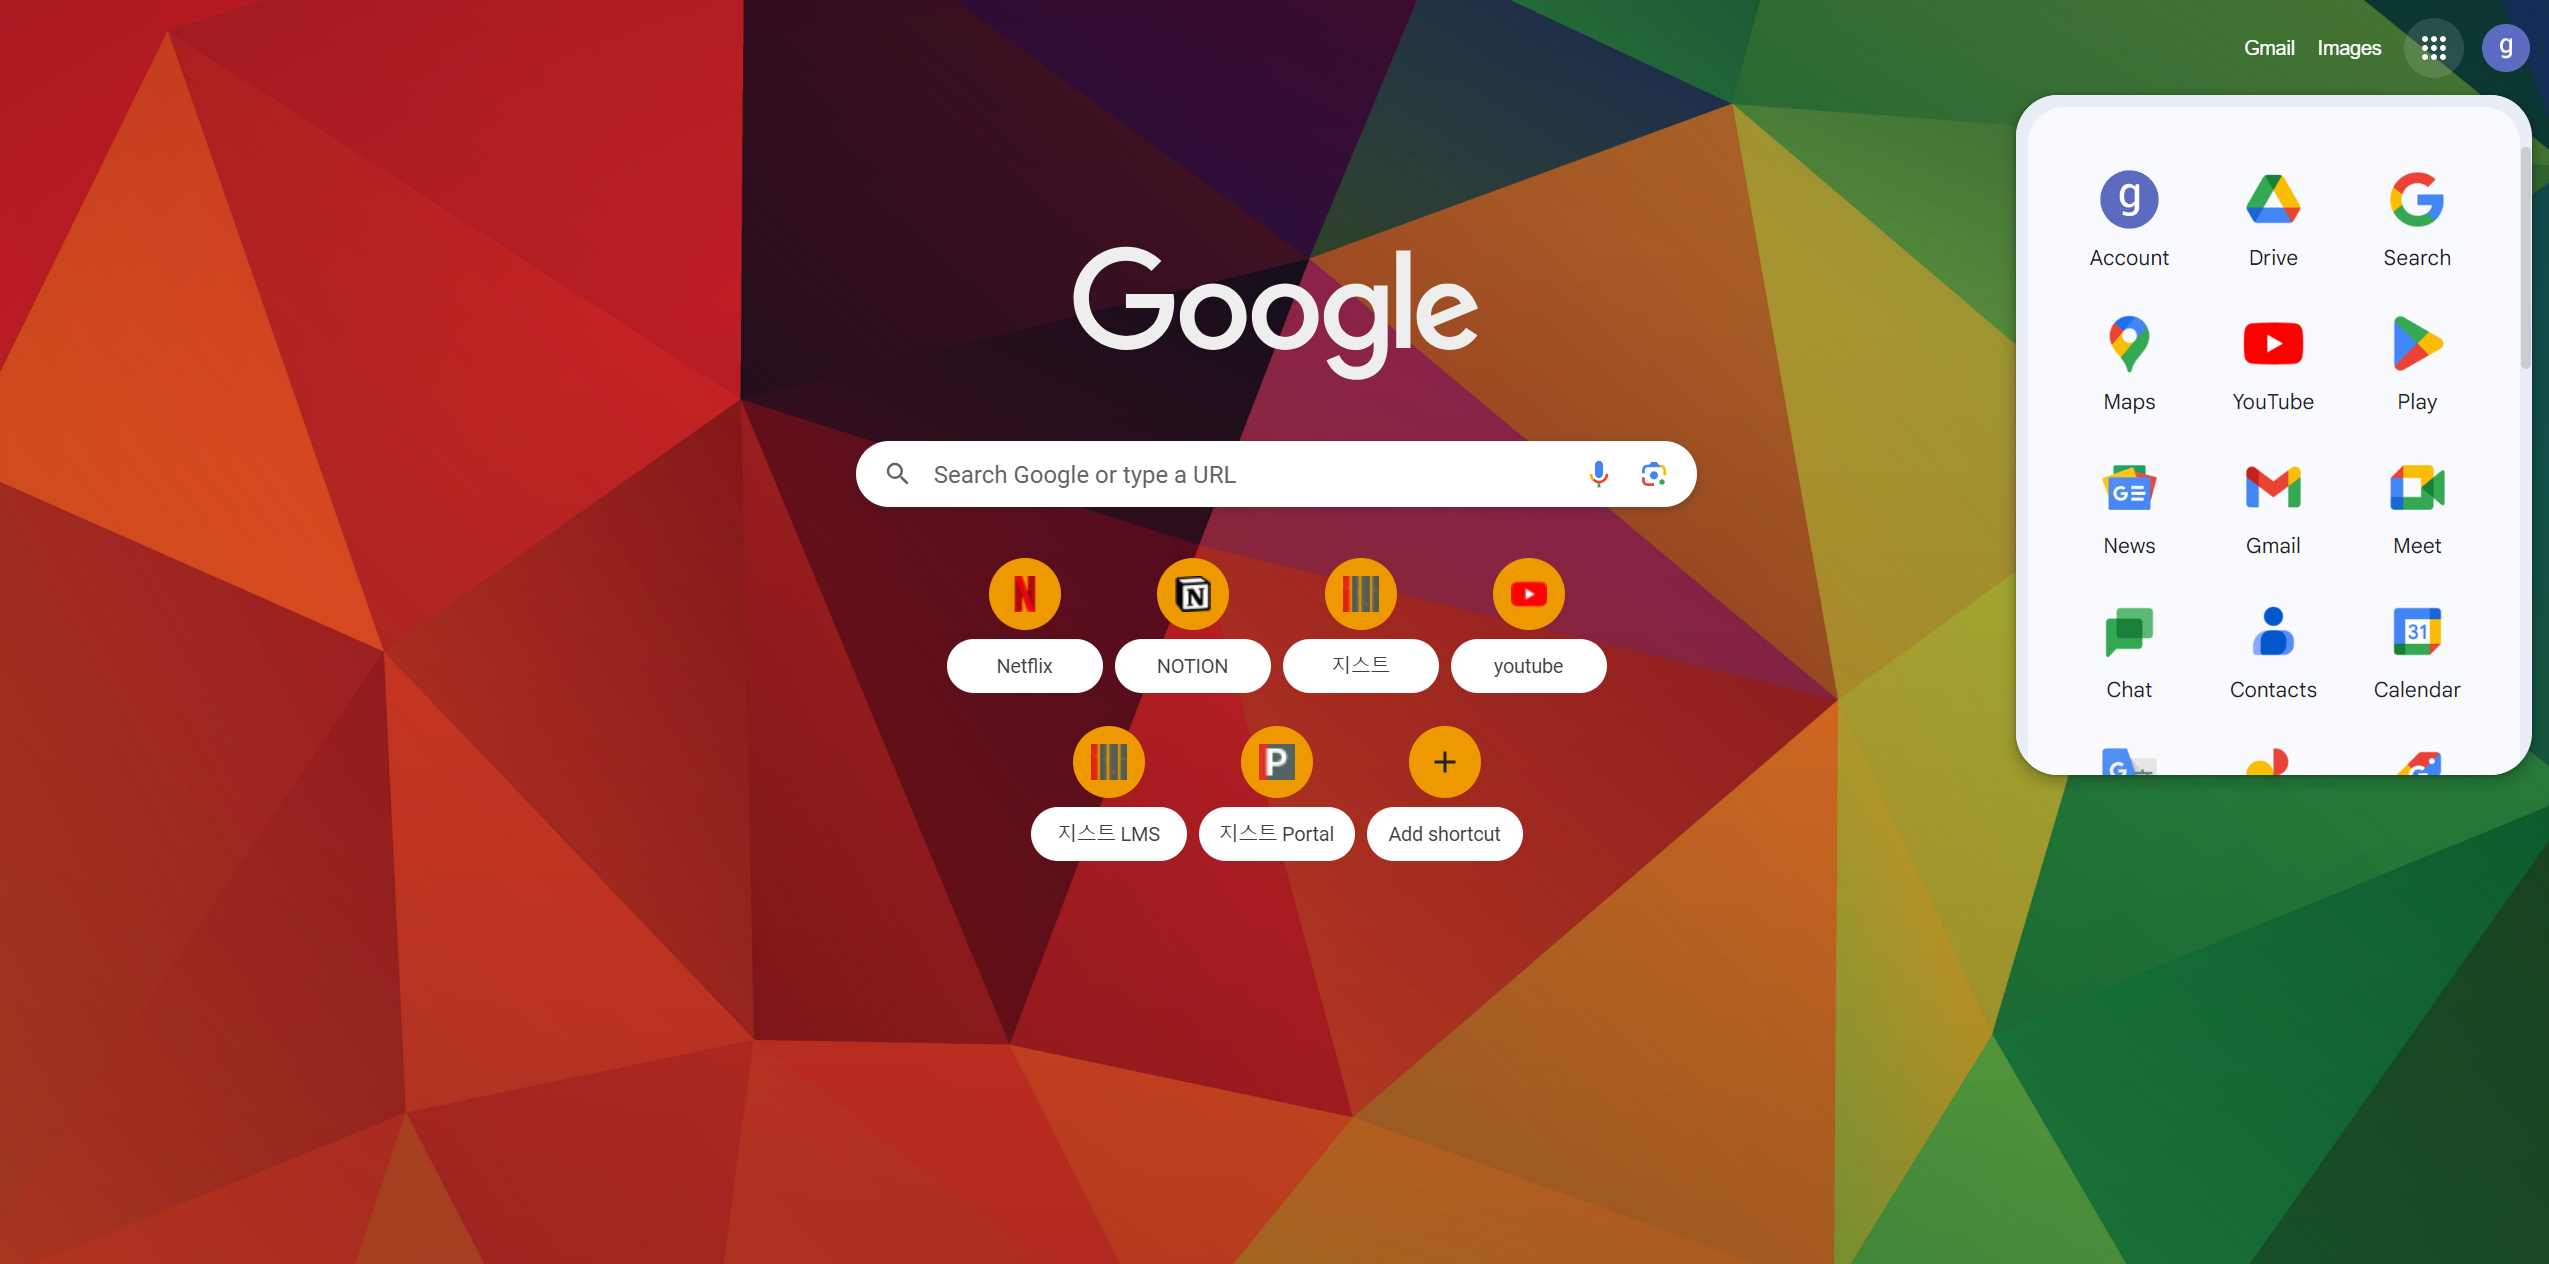 Gmail Images
g
Google
Search Google or type a URL
Netflix
NOTION
지스트
youtube
지스트 LMS
지스트 Portal
Add shortcut
g
Account
Drive
Search
Maps
YouTube
Play
News
Gmail
Meet
Chat
Contacts
31
Calendar